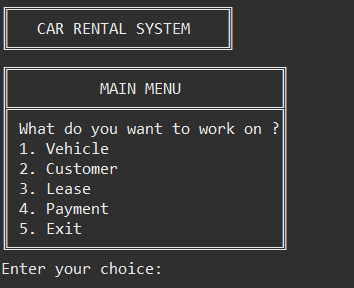 CAR RENTAL SYSTEM
MAIN MENU
What do you want to work on ?
1. Vehicle
2. Customer
3. Lease
4. Payment
5. Exit
Enter your choice: